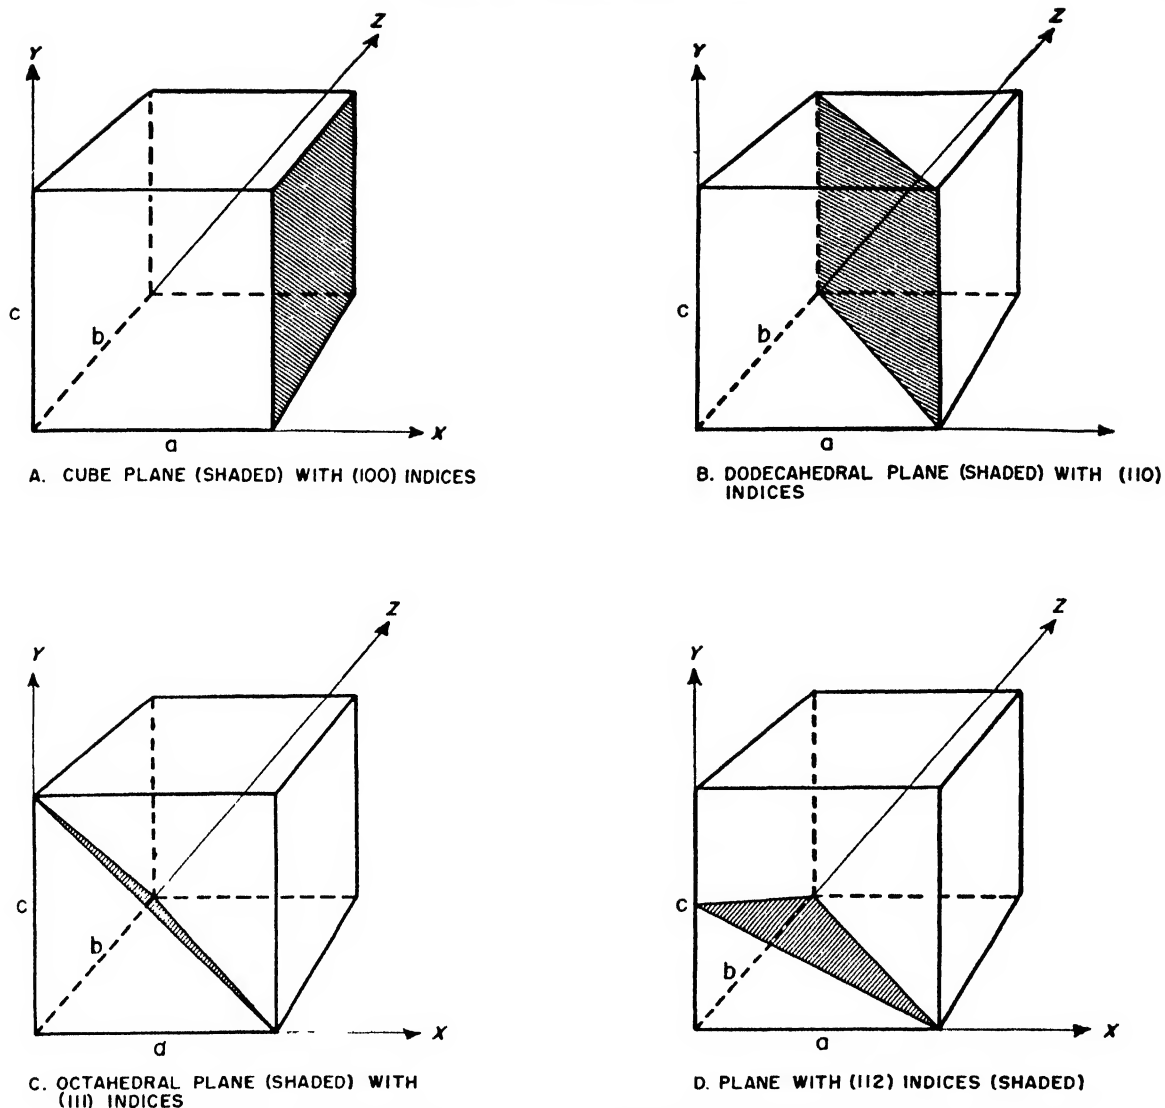 Z
Y
c
b
a
X
A. CUBE PLANE (SHADED) WITH (100) INDICES
Z
Y
c
b
a
B. DODECAHEDRAL PLANE (SHADED) WITH (110)
INDICES
Z
Y
c
b
a
X
C. OCTAHEDRAL PLANE (SHADED) WITH
(111) INDICES
Z
Y
c
b
a
X
D. PLANE WITH (112) INDICES (SHADED)